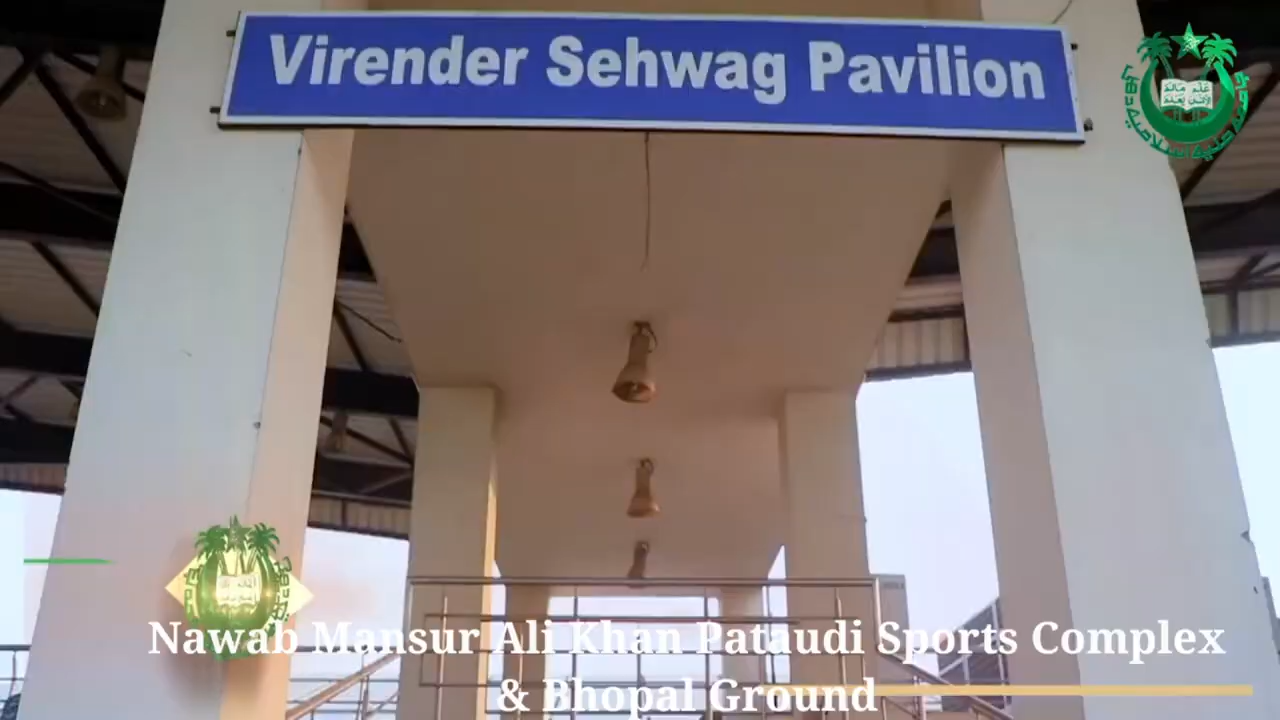 Virender Sehwag Pavilion
Nawab Mansur Ali Khan Pataudi Sports Complex
& Bhopal Ground